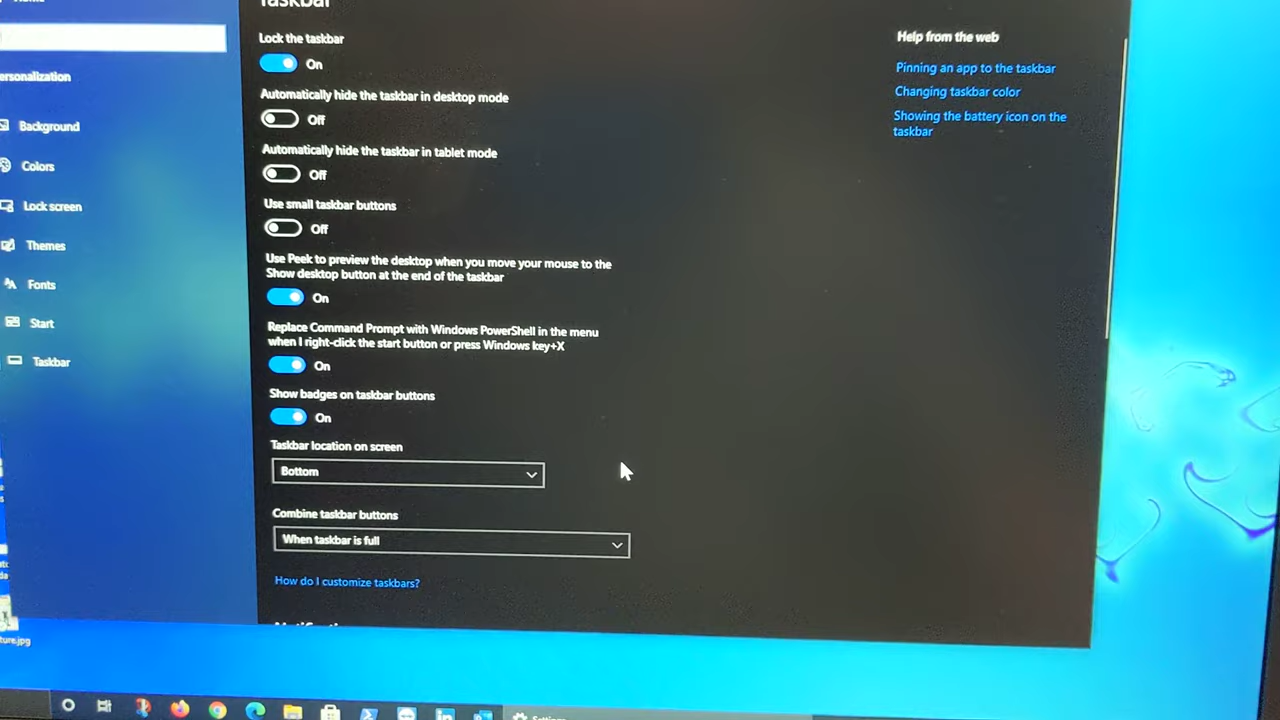 Taskbar
Lock the taskbar
On
Automatically hide the taskbar in desktop mode
Off
Automatically hide the taskbar in tablet mode
Off
Use small taskbar buttons
Off
Use Peek to preview the desktop when you move your mouse to the
Show desktop button at the end of the taskbar
On
Replace Command Prompt with Windows PowerShell in the menu
when I right-click the start button or press Windows key+X
On
Show badges on taskbar buttons
On
Taskbar location on screen
Bottom
Combine taskbar buttons
When taskbar is full
How do I customize taskbars?
Help from the web
Pinning an app to the taskbar
Changing taskbar color
Showing the battery icon on the
taskbar
ersonalization
Background
Colors
Lock screen
Themes
Fonts
Start
Taskbar
ture.jpg